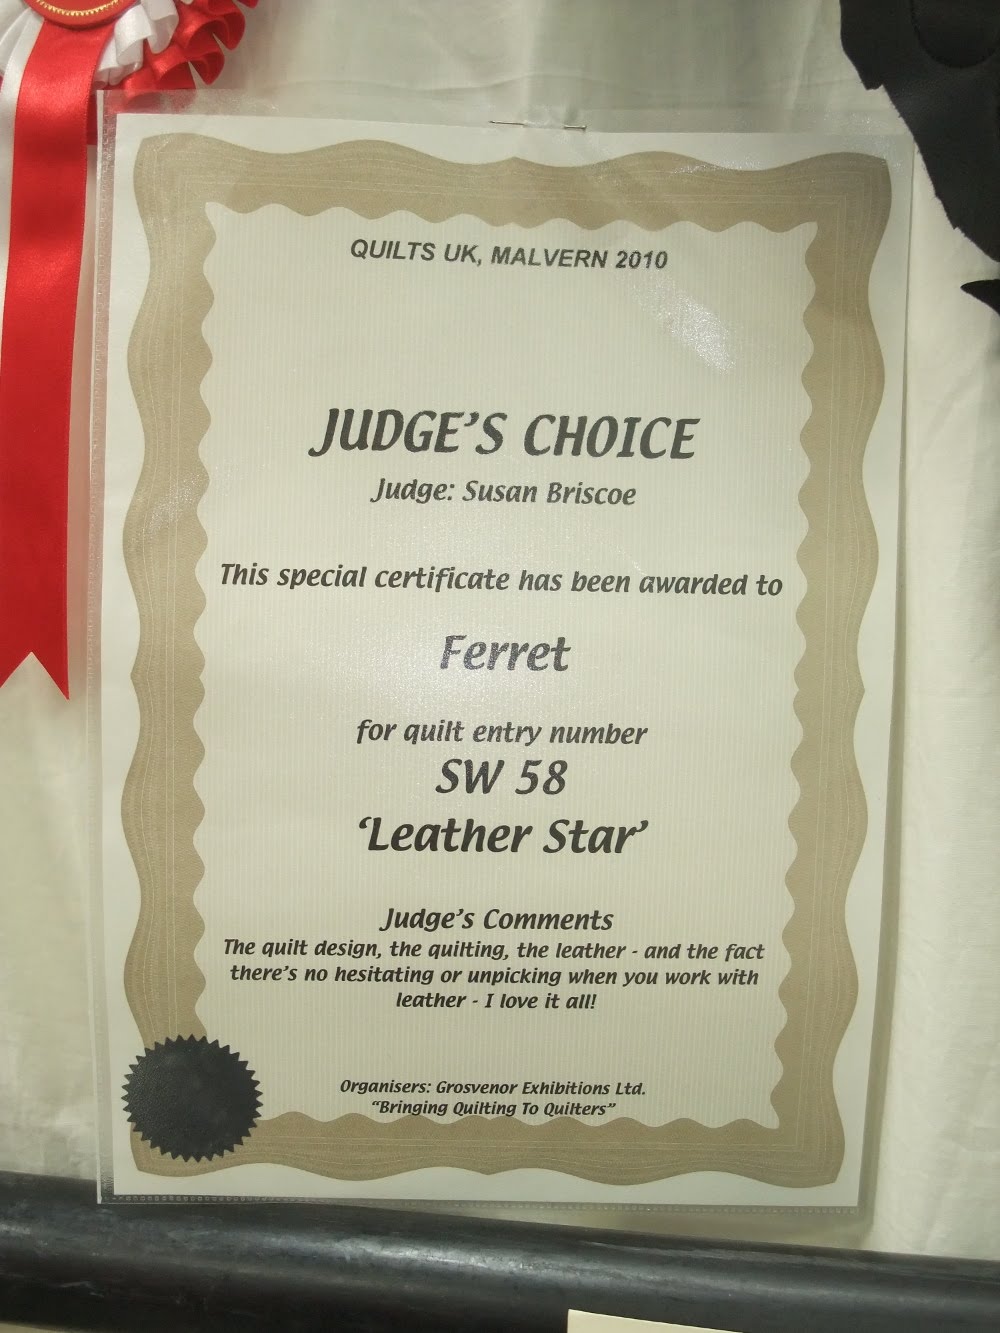 QUILTS UK, MALVERN 2010
JUDGE'S CHOICE
Judge: Susan Briscoe
This special certificate has been awarded to
Ferret
for quilt entry number
SW 58
‘Leather Star’
Judge's Comments
The quilt design, the quilting, the leather - and the fact
there's no hesitating or unpicking when you work with
leather - I love it all!
Organisers: Grosvenor Exhibitions Ltd.
“Bringing Quilting To Quilters”